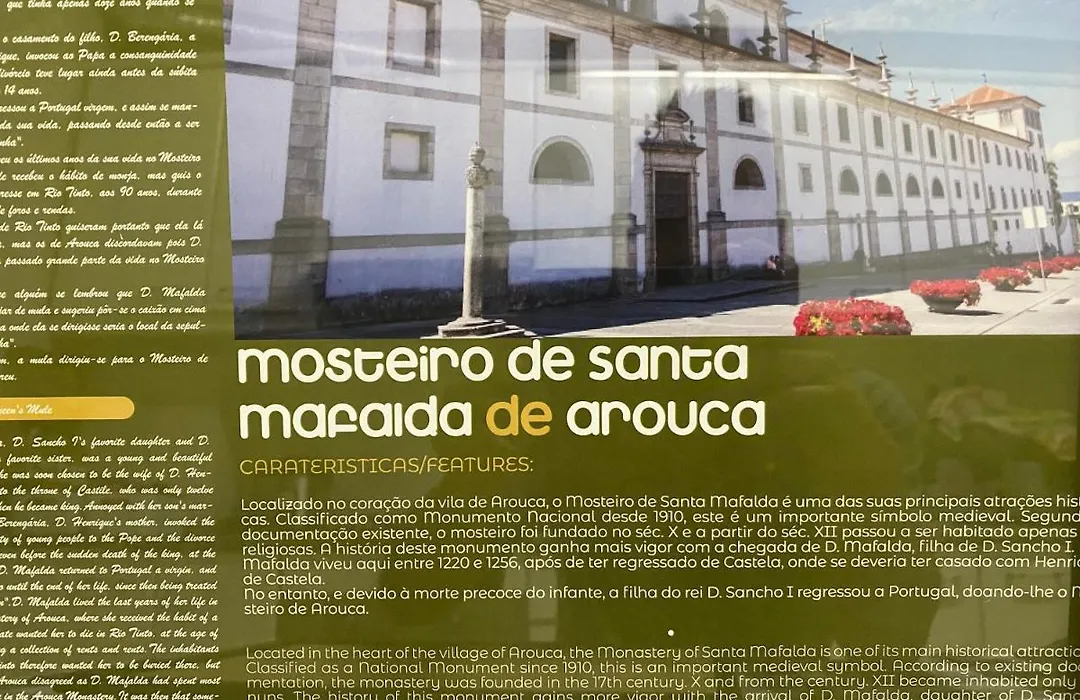 que tinha apenas doze anos quando se
o casamento do filho, D. Berengária, a
ique, invocou ao Papa a consanguinidade
divórcio teve lugar ainda antes da súbita
14 anos.
ressou a Portugal virgem, e assim se man-
da sua vida, passando desde então a ser
nha".
eu os últimos anos da sua vida no Mosteiro
le recebeu o hábito de monja, mas quis o
resse em Rio Tinto, aos 90 anos, durante
e foros e rendas.
de Rio Tinto quiseram portanto que ela lá
, mas os de Arouca discordavam pois D.
passado grande parte da vida no Mosteiro
e alguém se lembrou que D. Mafalda
iar de mula e sugeriu pôr-se o caixão em cima
a onde ela se dirigisse seria o local da sepul-
ha".
m, a mula dirigiu-se para o Mosteiro de
reu.
een's Mule
a, D. Sancho I's favorite daughter and D.
favorite sister, was a young and beautiful
he was soon chosen to be the wife of D. Hen-
to the throne of Castile, who was only twelve
hen he became king. Annoyed with her son's mar-
Berengária, D. Henrique's mother, invoked the
ty of young people to the Pope and the divorce
even before the sudden death of the king, at the
D. Mafalda returned to Portugal a virgin, and
o until the end of her life, since then being treated
n". D. Mafalda lived the last years of her life in
tery of Arouca, where she received the habit of a
ate wanted her to die in Rio Tinto, at the age of
g a collection of rents and rents. The inhabitants
into therefore wanted her to be buried there, but
Arouca disagreed as D. Mafalda had spent most
e in the Arouca Monastery. It was then that some-
mosteiro de santa
mafalda de arouca
CARATERISTICAS/FEATURES:
Localizado no coração da vila de Arouca, o Mosteiro de Santa Mafalda é uma das suas principais atrações hist
cas. Classificado como Monumento Nacional desde 1910, este é um importante símbolo medieval. Segund
documentação existente, o mosteiro foi fundado no séc. X e a partir do séc. XII passou a ser habitado apenas
religiosas. A história deste monumento ganha mais vigor com a chegada de D. Mafalda, filha de D. Sancho I.
Mafalda viveu aqui entre 1220 e 1256, após de ter regressado de Castela, onde se deveria ter casado com Henri
de Castela.
No entanto, e devido à morte precoce do infante, a filha do rei D. Sancho I regressou a Portugal, doando-lhe o M
steiro de Arouca.
Located in the heart of the village of Arouca, the Monastery of Santa Mafalda is one of its main historical attractio
Classified as a National Monument since 1910, this is an important medieval symbol. According to existing do
mentation, the monastery was founded in the 17th century. X and from the century. XII became inhabited only
nuns. The history of this monument gains more vigor with the arrival of D. Mafalda, daughter of D. San